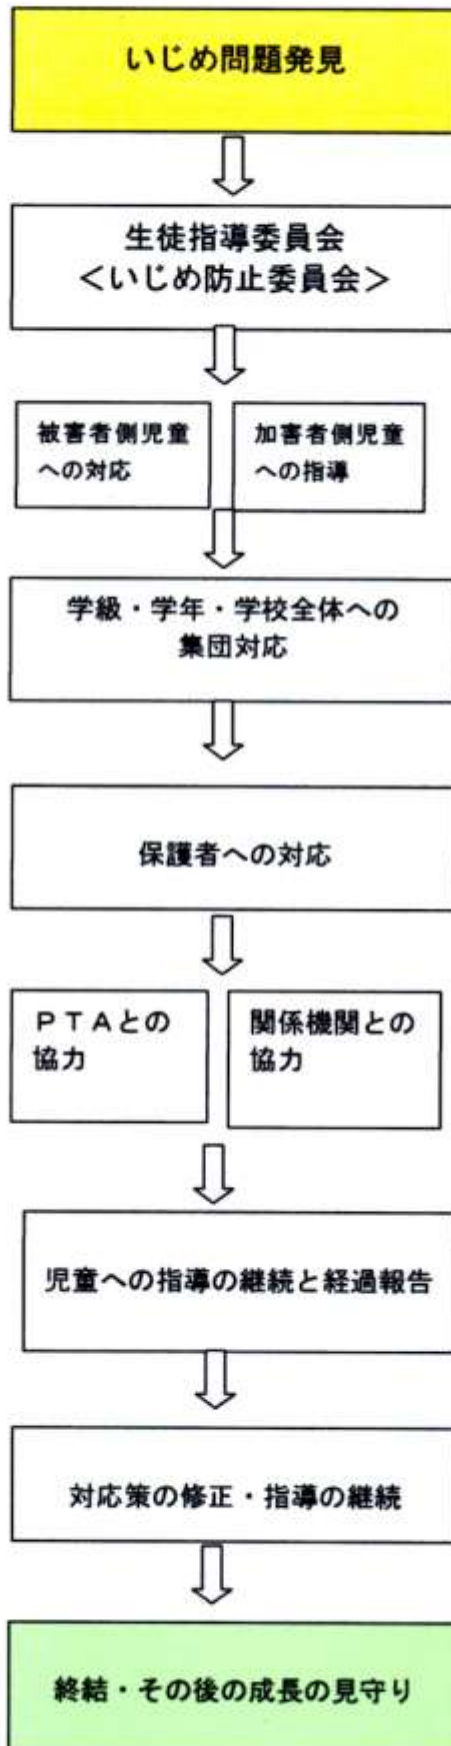 いじめ問題発見
生徒指導委員会
＜いじめ防止委員会＞
被害者側児童
への対応
加害者側児童
への指導
学級・学年・学校全体への
集団対応
保護者への対応
ＰＴＡとの
協力
関係機関との
協力
児童への指導の継続と経過報告
対応策の修正・指導の継続
終結・その後の成長の見守り